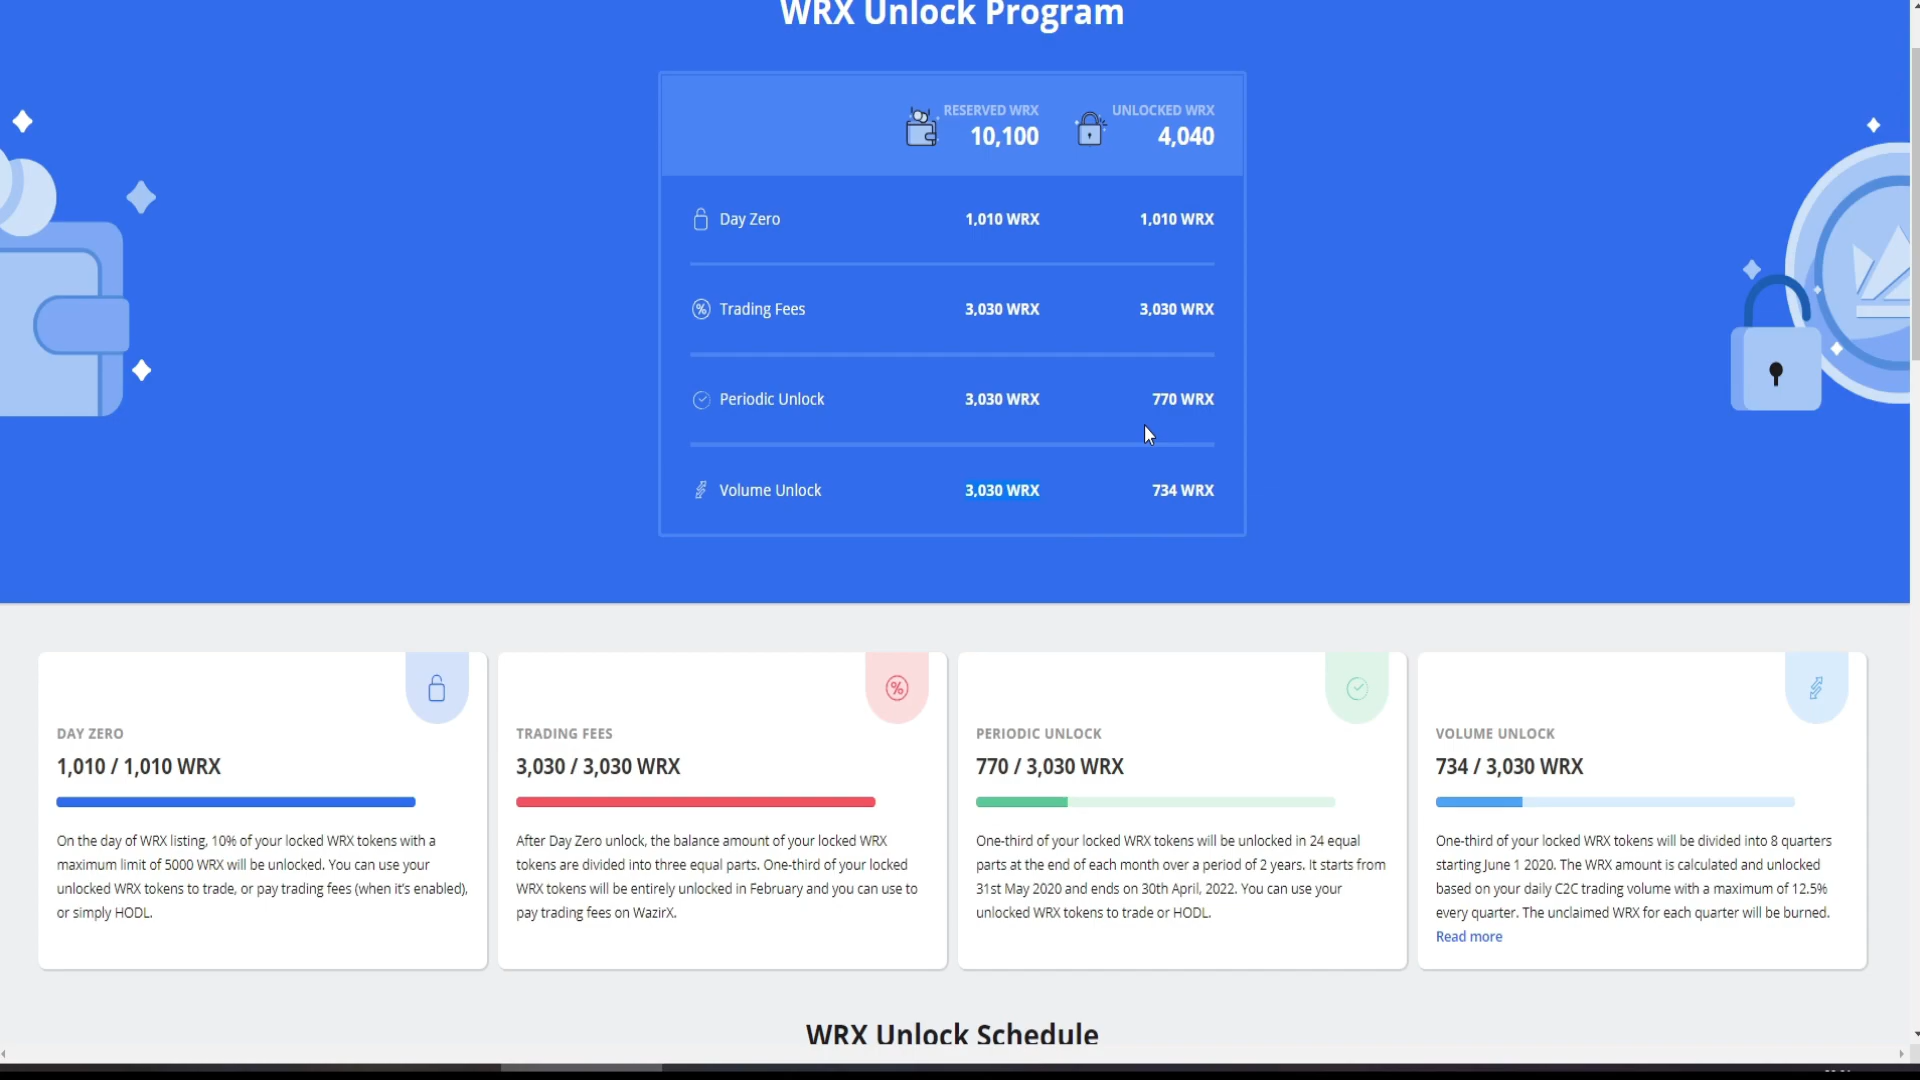 WRX Unlock Program
RESERVED WRX
10,100
UNLOCKED WRX
4,040
Day Zero 1,010 WRX 1,010 WRX
Trading Fees 3,030 WRX 3,030 WRX
Periodic Unlock 3,030 WRX 770 WRX
Volume Unlock 3,030 WRX 734 WRX
DAY ZERO
1,010 / 1,010 WRX
On the day of WRX listing, 10% of your locked WRX tokens with a
maximum limit of 5000 WRX will be unlocked. You can use your
unlocked WRX tokens to trade, or pay trading fees (when it's enabled),
or simply HODL.
TRADING FEES
3,030 / 3,030 WRX
After Day Zero unlock, the balance amount of your locked WRX
tokens are divided into three equal parts. One-third of your locked
WRX tokens will be entirely unlocked in February and you can use to
pay trading fees on WazirX.
PERIODIC UNLOCK
770 / 3,030 WRX
One-third of your locked WRX tokens will be unlocked in 24 equal
parts at the end of each month over a period of 2 years. It starts from
31st May 2020 and ends on 30th April, 2022. You can use your
unlocked WRX tokens to trade or HODL.
VOLUME UNLOCK
734 / 3,030 WRX
One-third of your locked WRX tokens will be divided into 8 quarters
starting June 1 2020. The WRX amount is calculated and unlocked
based on your daily C2C trading volume with a maximum of 12.5%
every quarter. The unclaimed WRX for each quarter will be burned.
Read more
WRX Unlock Schedule